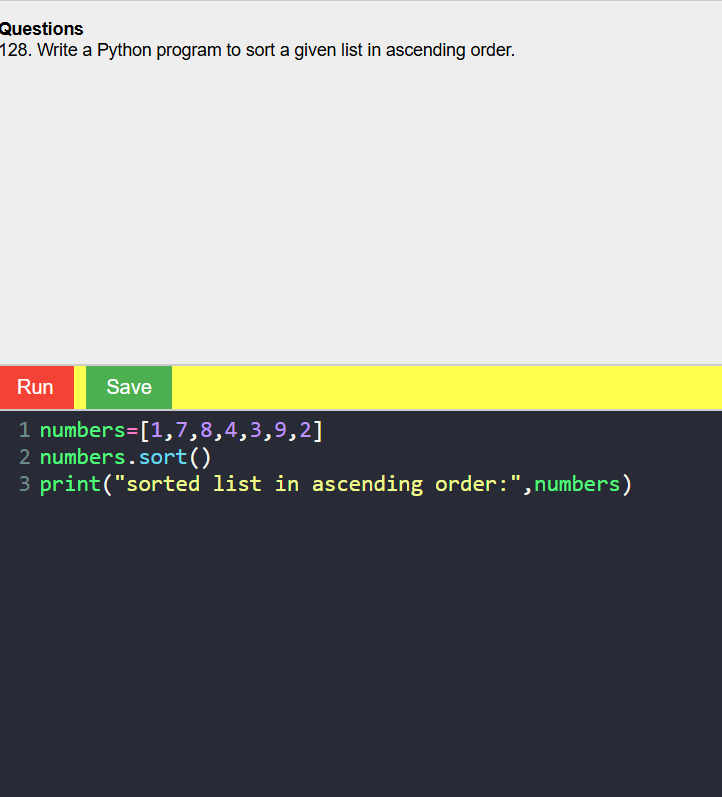 Questions
128. Write a Python program to sort a given list in ascending order.
Run Save
1 numbers=[1,7,8,4,3,9,2]
2 numbers.sort()
3 print("sorted list in ascending order:",numbers)